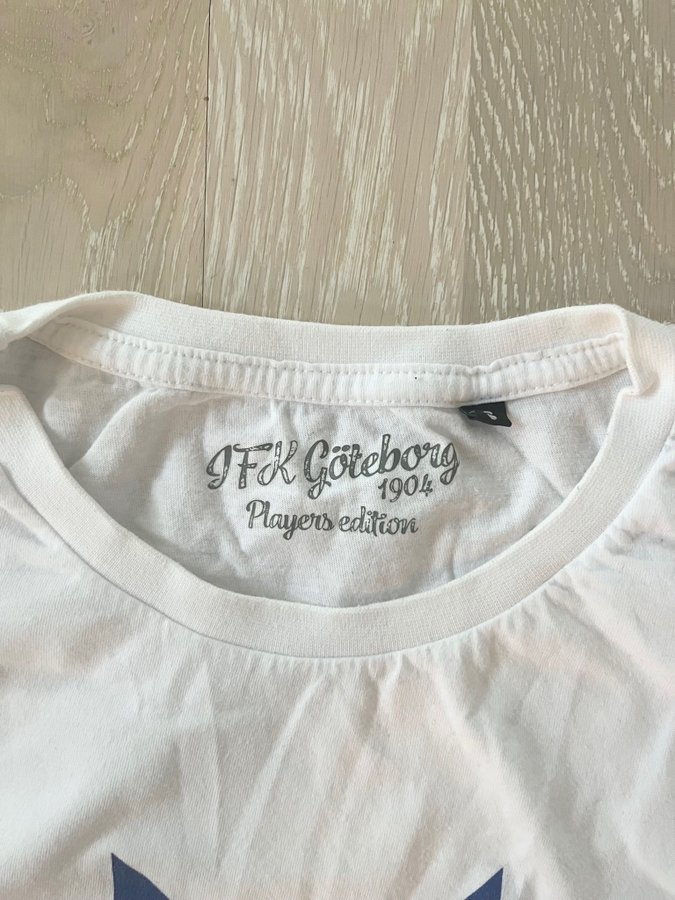 IFK Göteborg
1904
Players edition